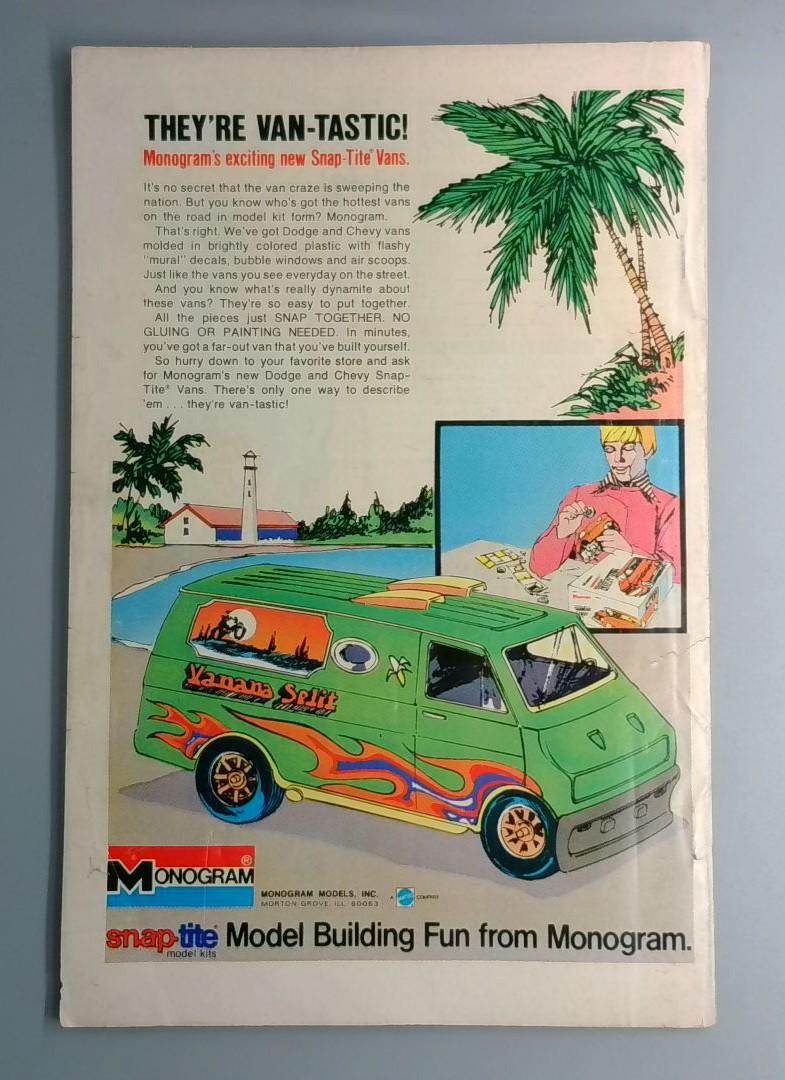 THEY'RE VAN-TASTIC!
Monogram's exciting new Snap-Tite® Vans.
It's no secret that the van craze is sweeping the
nation. But you know who's got the hottest vans
on the road in model kit form? Monogram.
That's right. We've got Dodge and Chevy vans
molded in brightly colored plastic with flashy
"mural" decals, bubble windows and air scoops.
Just like the vans you see everyday on the street.
And you know what's really dynamite about
these vans? They're so easy to put together.
All the pieces just SNAP TOGETHER. NO
GLUING OR PAINTING NEEDED. In minutes,
you've got a far-out van that you've built yourself.
So hurry down to your favorite store and ask
for Monogram's new Dodge and Chevy Snap-
Tite® Vans. There's only one way to describe
'em . . . they're van-tastic!
Vanana Split
MONOGRAM®
MONOGRAM MODELS, INC.
MORTON GROVE, ILL. 60053
A COMPANY
snap-tite®
model kits
Model Building Fun from Monogram.